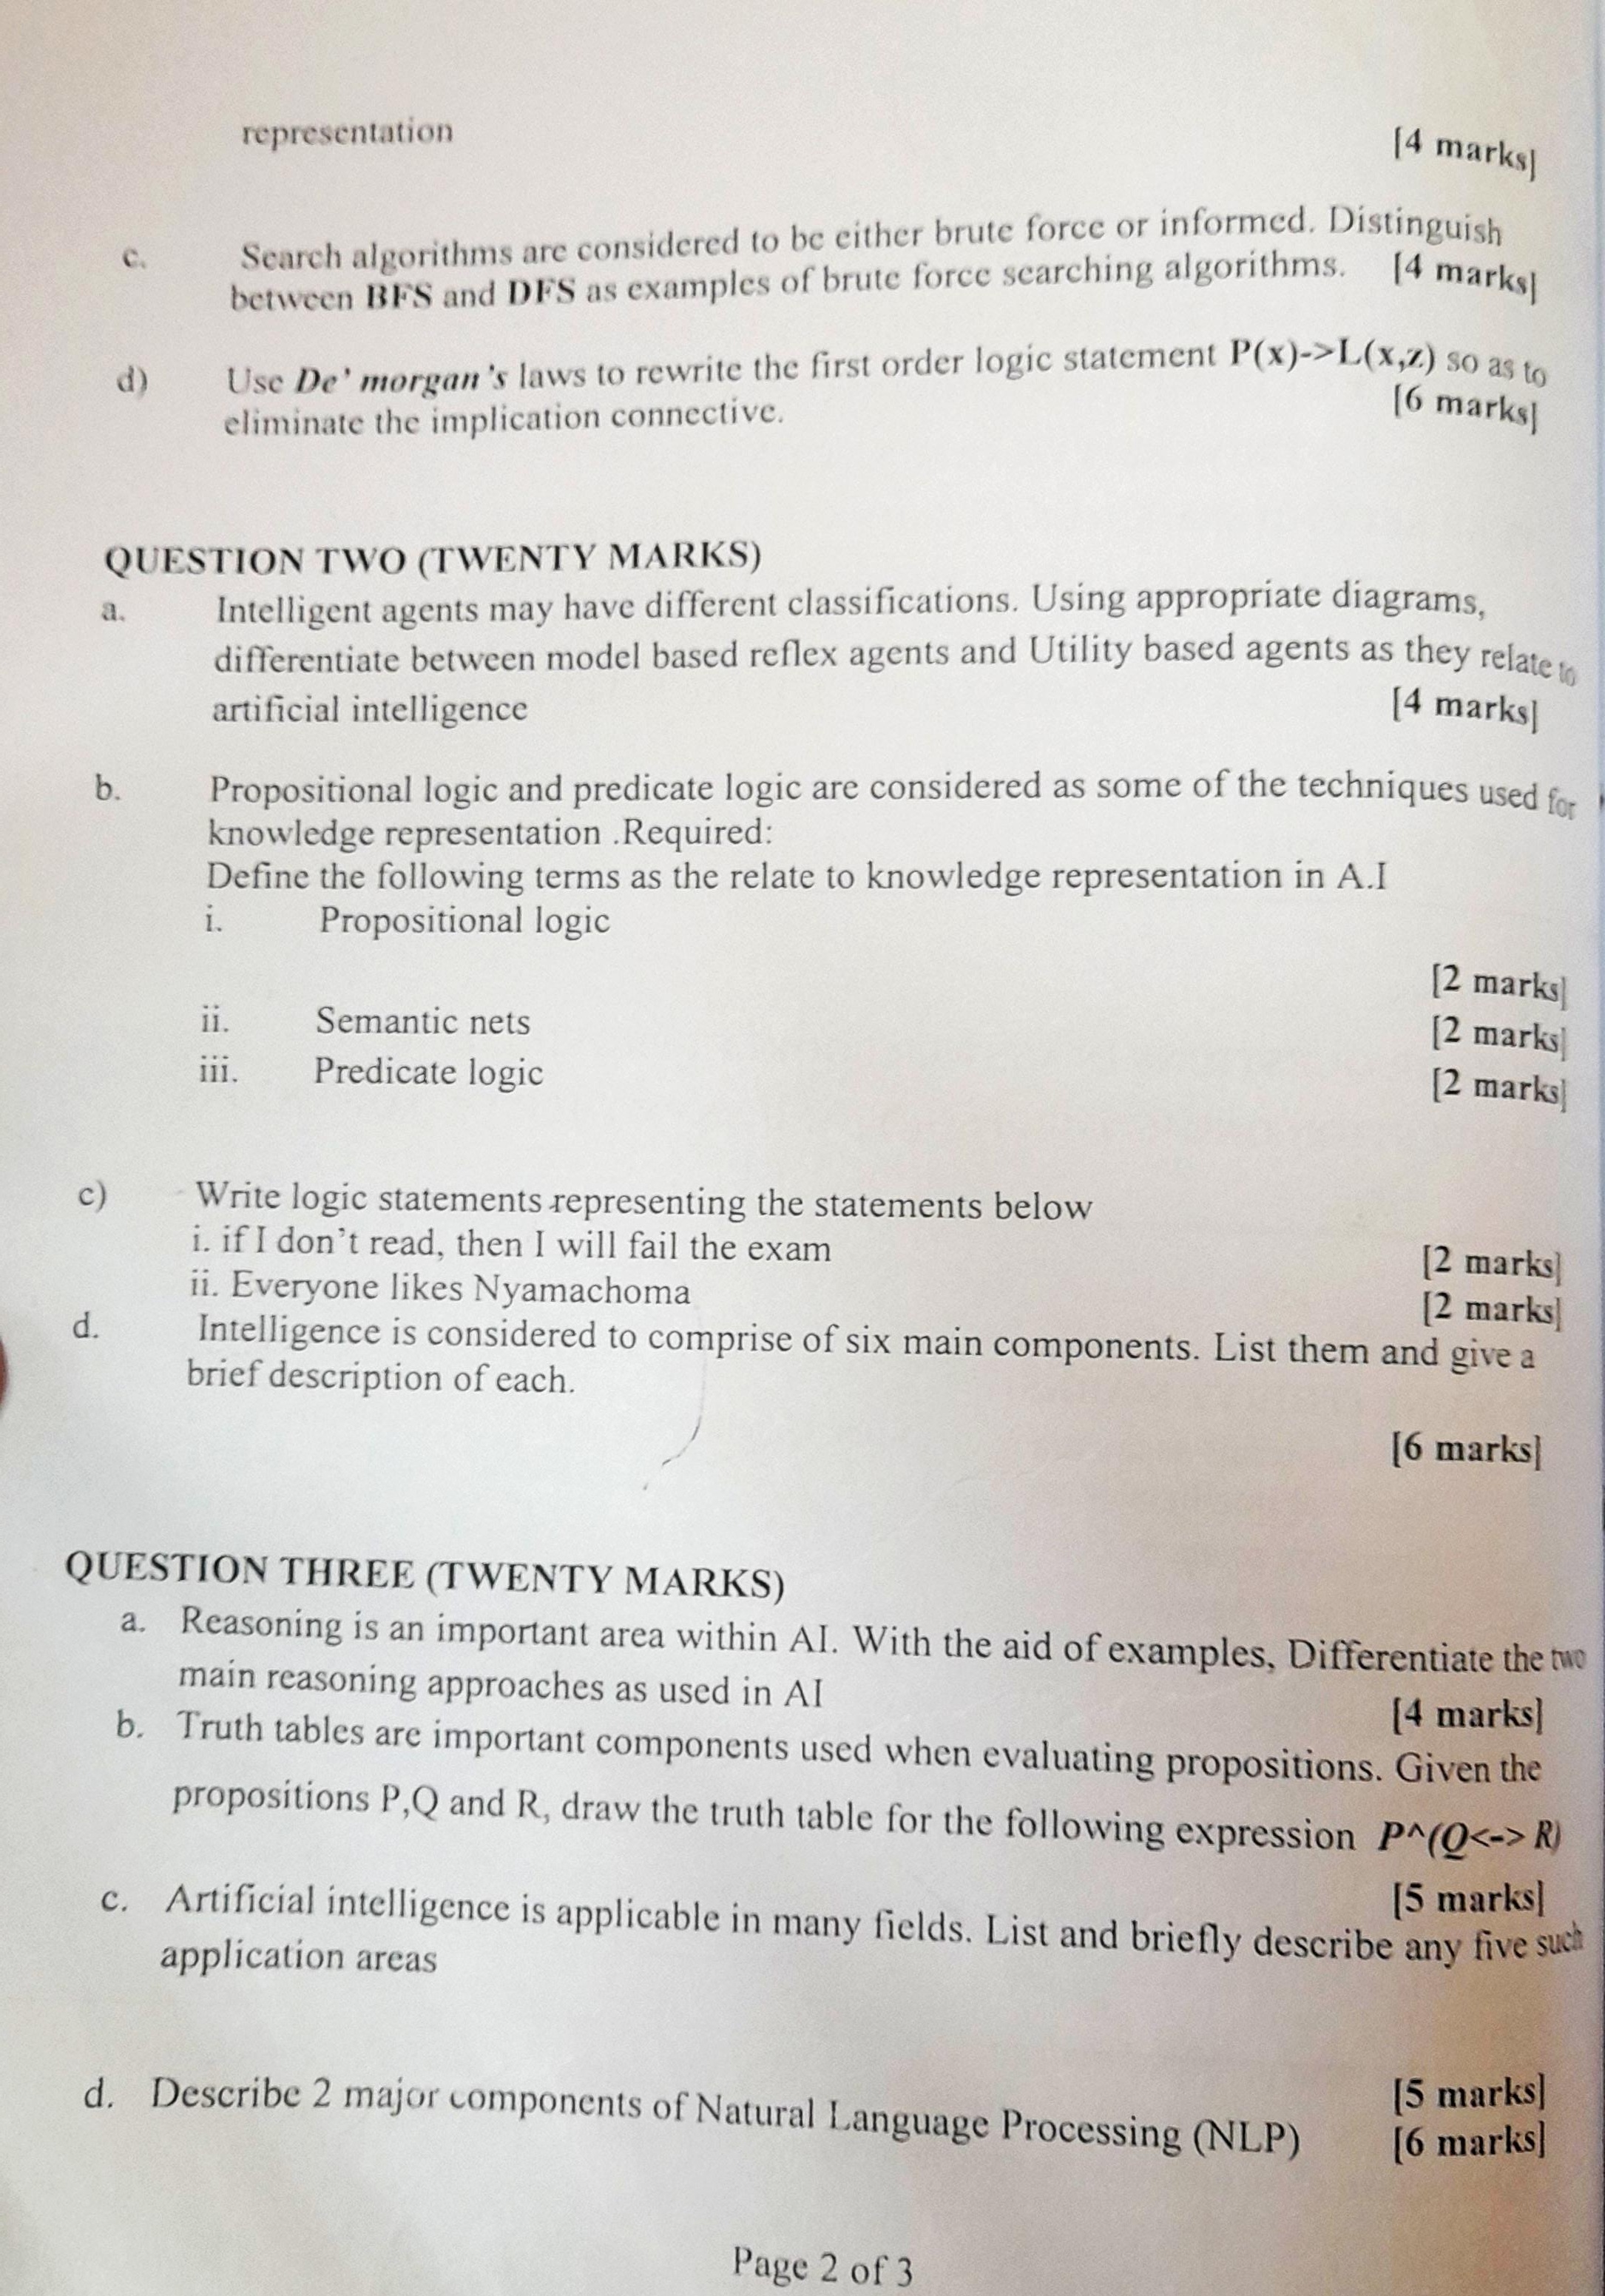 representation [4 marks]
c. Search algorithms are considered to be either brute force or informed. Distinguish
between BFS and DFS as examples of brute force searching algorithms. [4 marks]
d) Use De' morgan's laws to rewrite the first order logic statement P(x)->L(x,z) so as to
eliminate the implication connective. [6 marks]
QUESTION TWO (TWENTY MARKS)
a. Intelligent agents may have different classifications. Using appropriate diagrams,
differentiate between model based reflex agents and Utility based agents as they relate to
artificial intelligence [4 marks]
b. Propositional logic and predicate logic are considered as some of the techniques used for
knowledge representation .Required:
Define the following terms as the relate to knowledge representation in A.I
i. Propositional logic
[2 marks]
ii. Semantic nets [2 marks]
iii. Predicate logic [2 marks]
c) Write logic statements representing the statements below
i. if I don't read, then I will fail the exam [2 marks]
ii. Everyone likes Nyamachoma [2 marks]
d. Intelligence is considered to comprise of six main components. List them and give a
brief description of each.
[6 marks]
QUESTION THREE (TWENTY MARKS)
a. Reasoning is an important area within AI. With the aid of examples, Differentiate the two
main reasoning approaches as used in AI [4 marks]
b. Truth tables are important components used when evaluating propositions. Given the
propositions P,Q and R, draw the truth table for the following expression P^(Q<-> R)
[5 marks]
c. Artificial intelligence is applicable in many fields. List and briefly describe any five such
application areas
[5 marks]
d. Describe 2 major components of Natural Language Processing (NLP) [6 marks]
Page 2 of 3